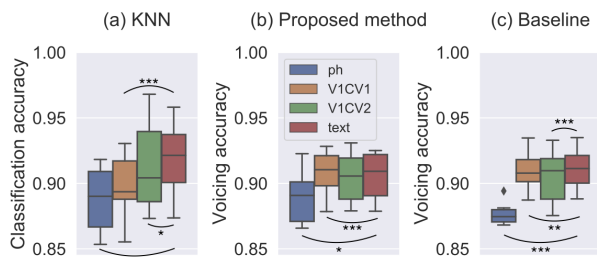 (a) KNN
(b) Proposed method
(c) Baseline
Classification accuracy
1.00
0.95
0.90
0.85
***
*
Voicing accuracy
1.00
0.95
0.90
0.85
ph
V1CV1
V1CV2
text
***
*
Voicing accuracy
1.00
0.95
0.90
0.85
***
**
***